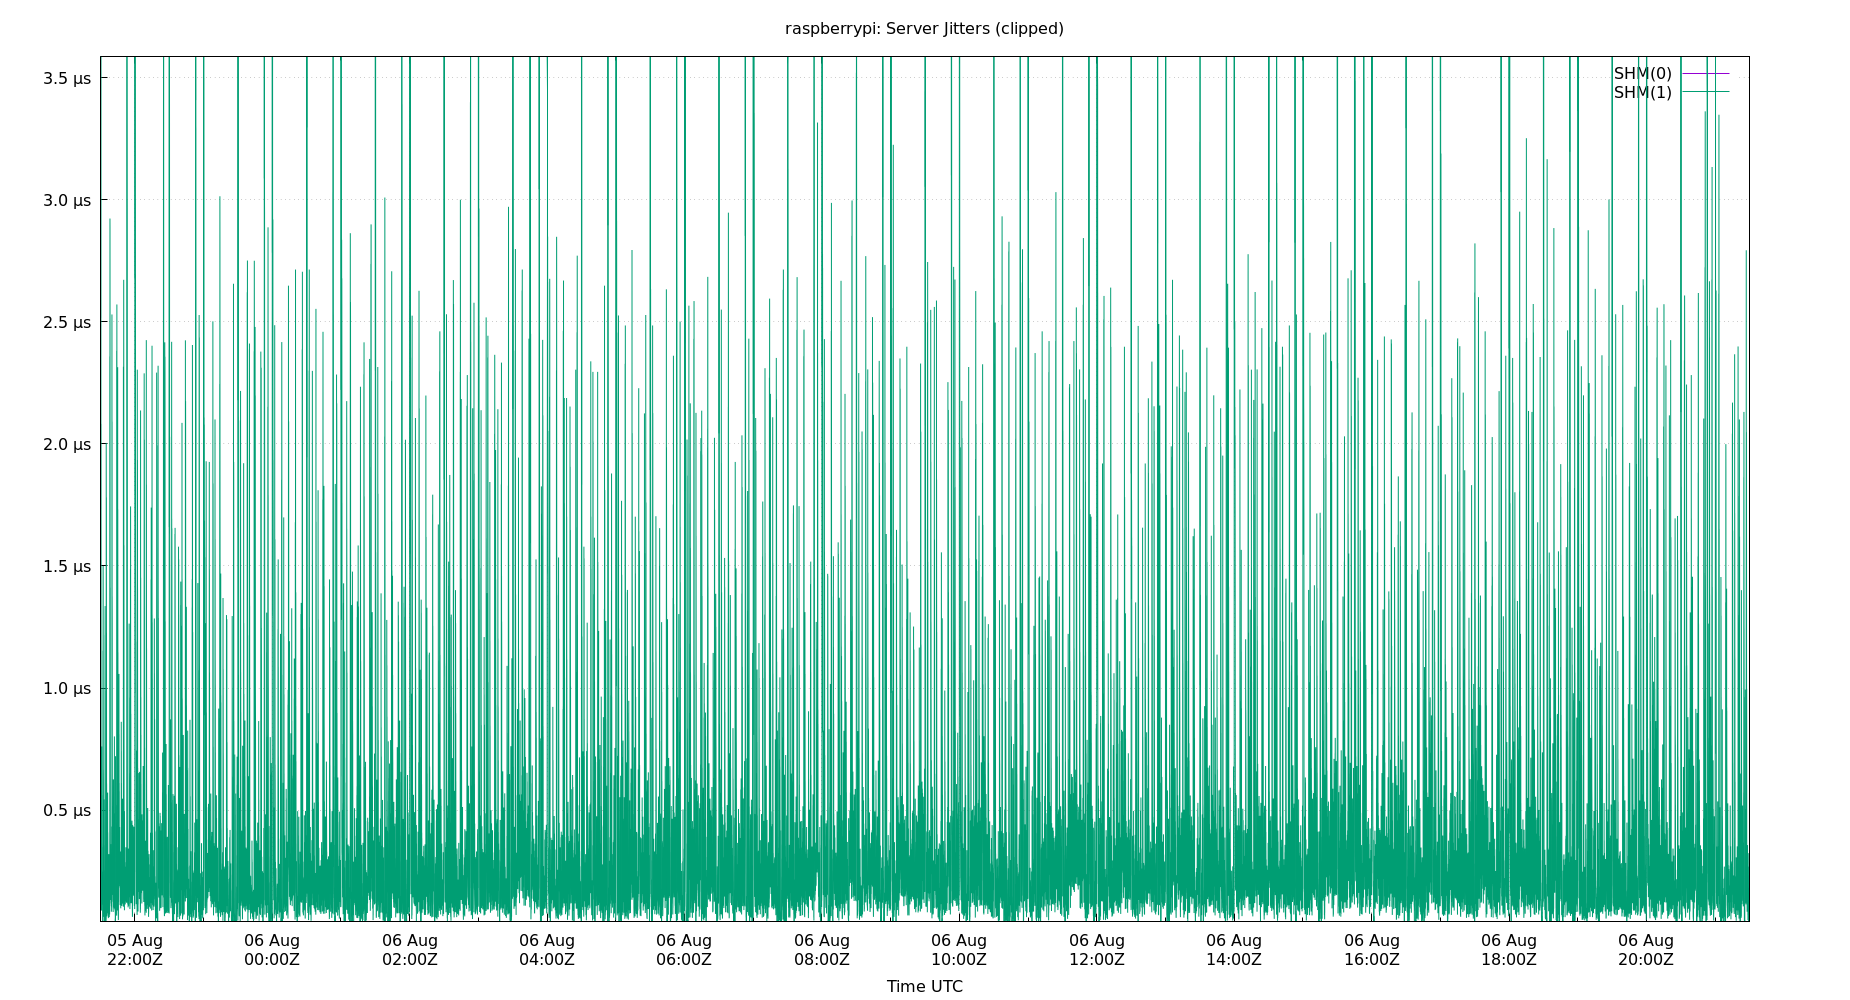 raspberrypi: Server Jitters (clipped)
SHM(0)
SHM(1)
3.5 µs
3.0 µs
2.5 µs
2.0 µs
1.5 µs
1.0 µs
0.5 µs
05 Aug 06 Aug 06 Aug 06 Aug 06 Aug 06 Aug 06 Aug 06 Aug 06 Aug 06 Aug 06 Aug 06 Aug
22:00Z 00:00Z 02:00Z 04:00Z 06:00Z 08:00Z 10:00Z 12:00Z 14:00Z 16:00Z 18:00Z 20:00Z
Time UTC